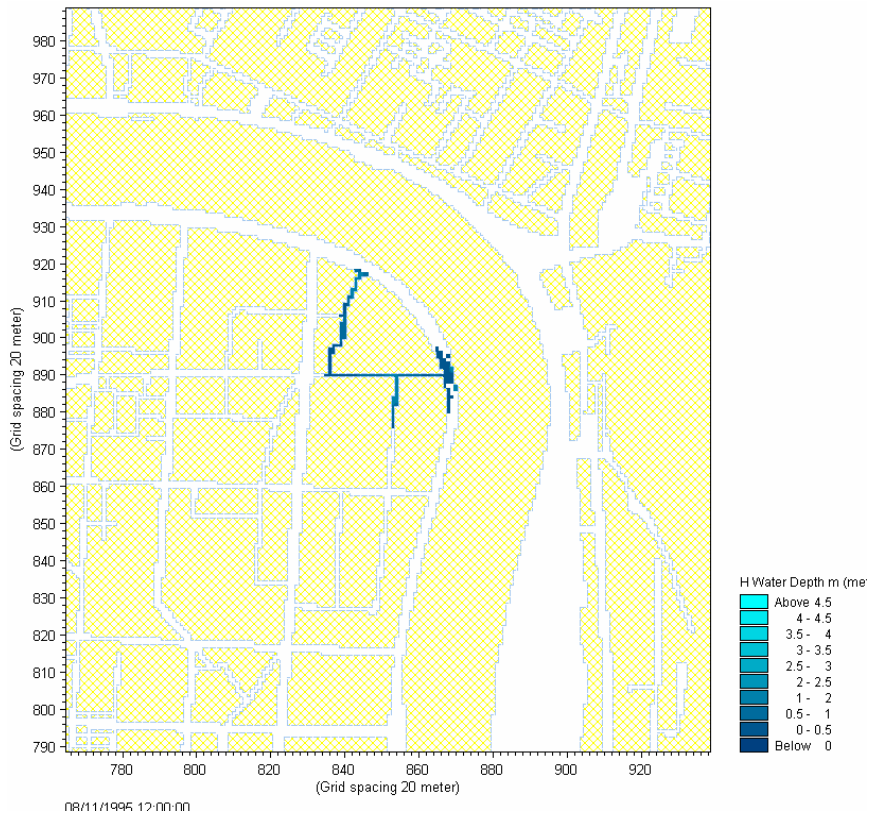 980
970
960
950
940
930
920
910
900
890
880
870
860
850
840
830
820
810
800
790
(Grid spacing 20 meter)
780 800 820 840 860 880 900 920
(Grid spacing 20 meter)
08/11/1995 12:00:00
H Water Depth m (me
Above 4.5
4 - 4.5
3.5 - 4
3 - 3.5
2.5 - 3
2 - 2.5
1 - 2
0.5 - 1
0 - 0.5
Below 0